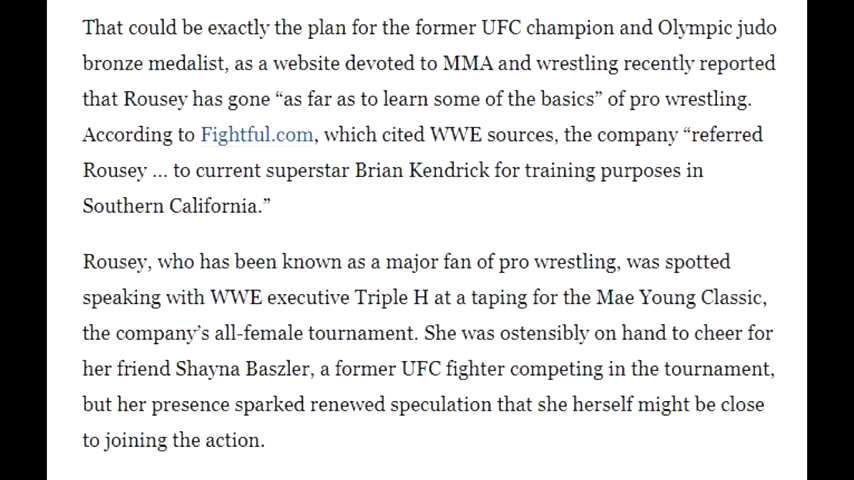 That could be exactly the plan for the former UFC champion and Olympic judo
bronze medalist, as a website devoted to MMA and wrestling recently reported
that Rousey has gone “as far as to learn some of the basics” of pro wrestling.
According to Fightful.com, which cited WWE sources, the company “referred
Rousey ... to current superstar Brian Kendrick for training purposes in
Southern California.”
Rousey, who has been known as a major fan of pro wrestling, was spotted
speaking with WWE executive Triple H at a taping for the Mae Young Classic,
the company’s all-female tournament. She was ostensibly on hand to cheer for
her friend Shayna Baszler, a former UFC fighter competing in the tournament,
but her presence sparked renewed speculation that she herself might be close
to joining the action.